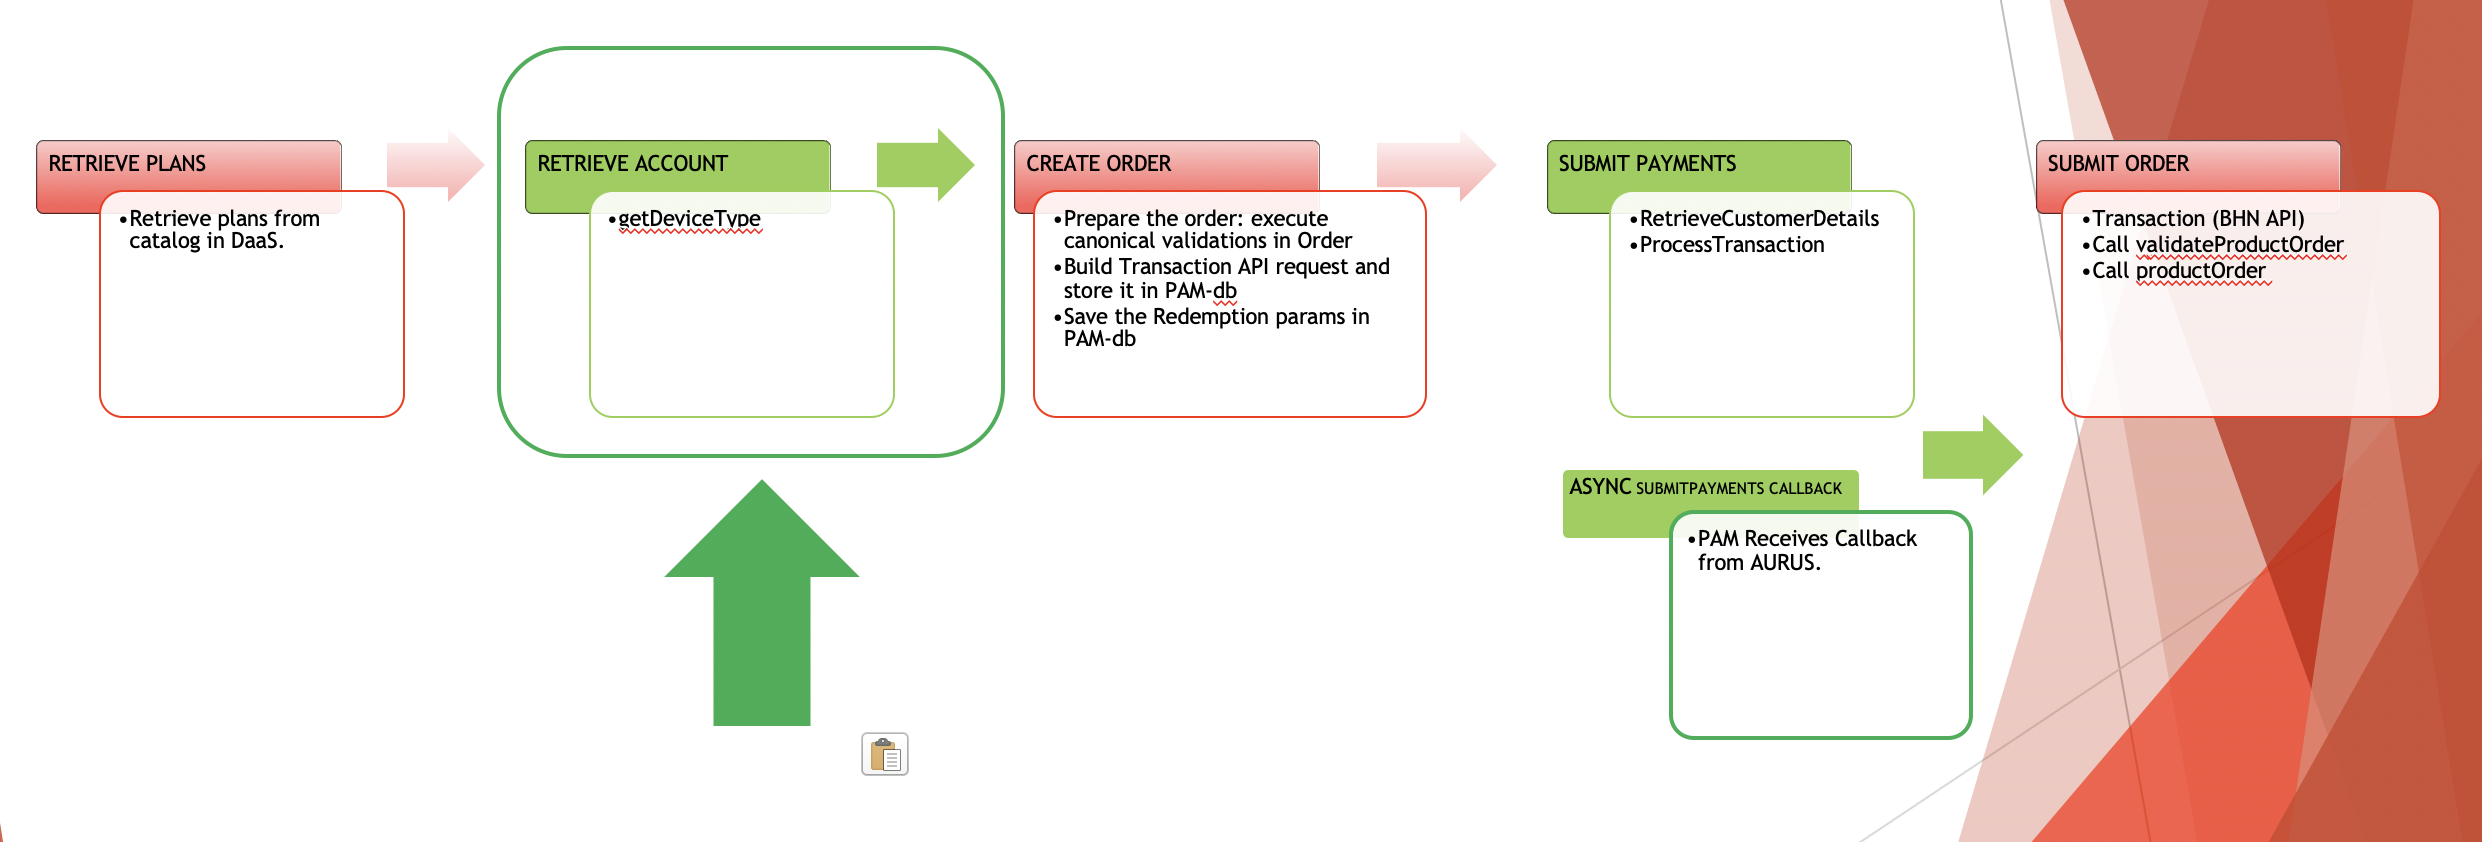 RETRIEVE PLANS
•Retrieve plans from
catalog in DaaS.
RETRIEVE ACCOUNT
•getDeviceType
CREATE ORDER
•Prepare the order: execute
canonical validations in Order
•Build Transaction API request and
store it in PAM-db
•Save the Redemption params in
PAM-db
SUBMIT PAYMENTS
•RetrieveCustomerDetails
•ProcessTransaction
ASYNC SUBMITPAYMENTS CALLBACK
•PAM Receives Callback
from AURUS.
SUBMIT ORDER
•Transaction (BHN API)
•Call validateProductOrder
•Call productOrder